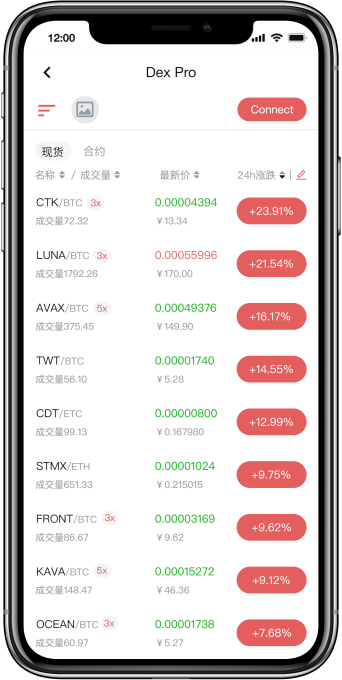 12:00
Dex Pro
Connect
现货 合约
名称 / 成交量 最新价 24h涨跌 |
CTK/BTC 3x 0.00004394 +23.91%
成交量72.32 ¥13.34
LUNA/BTC 3x 0.00055996 +21.54%
成交量1792.26 ¥170.00
AVAX/BTC 5x 0.00049376 +16.17%
成交量375.45 ¥149.90
TWT/BTC 0.00001740 +14.55%
成交量56.10 ¥5.28
CDT/ETC 0.00000800 +12.99%
成交量99.13 ¥0.167980
STMX/ETH 0.00001024 +9.75%
成交量651.33 ¥0.215015
FRONT/BTC 3x 0.00003169 +9.62%
成交量86.67 ¥9.62
KAVA/BTC 5x 0.00015272 +9.12%
成交量148.47 ¥46.36
OCEAN/BTC 3x 0.00001738 +7.68%
成交量60.97 ¥5.27